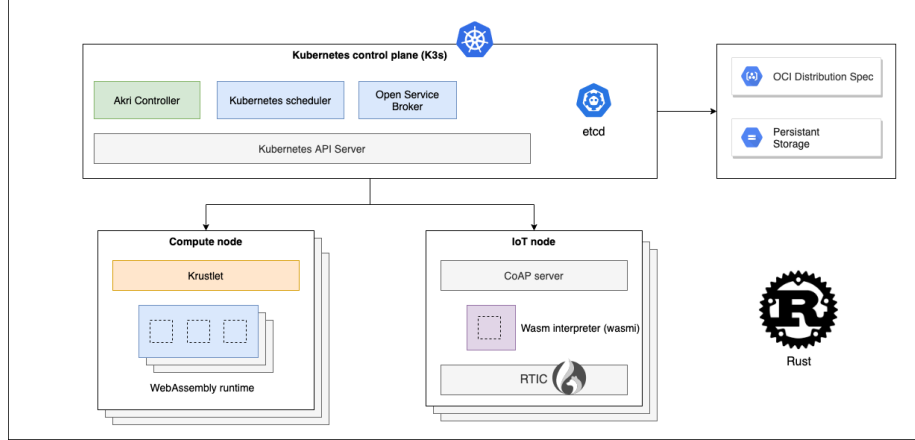 Kubernetes control plane (K3s)
Akri Controller
Kubernetes scheduler
Open Service
Broker
etcd
Kubernetes API Server
OCI Distribution Spec
Persistant
Storage
Compute node
Krustlet
WebAssembly runtime
IoT node
CoAP server
Wasm interpreter (wasmi)
RTIC
R
Rust